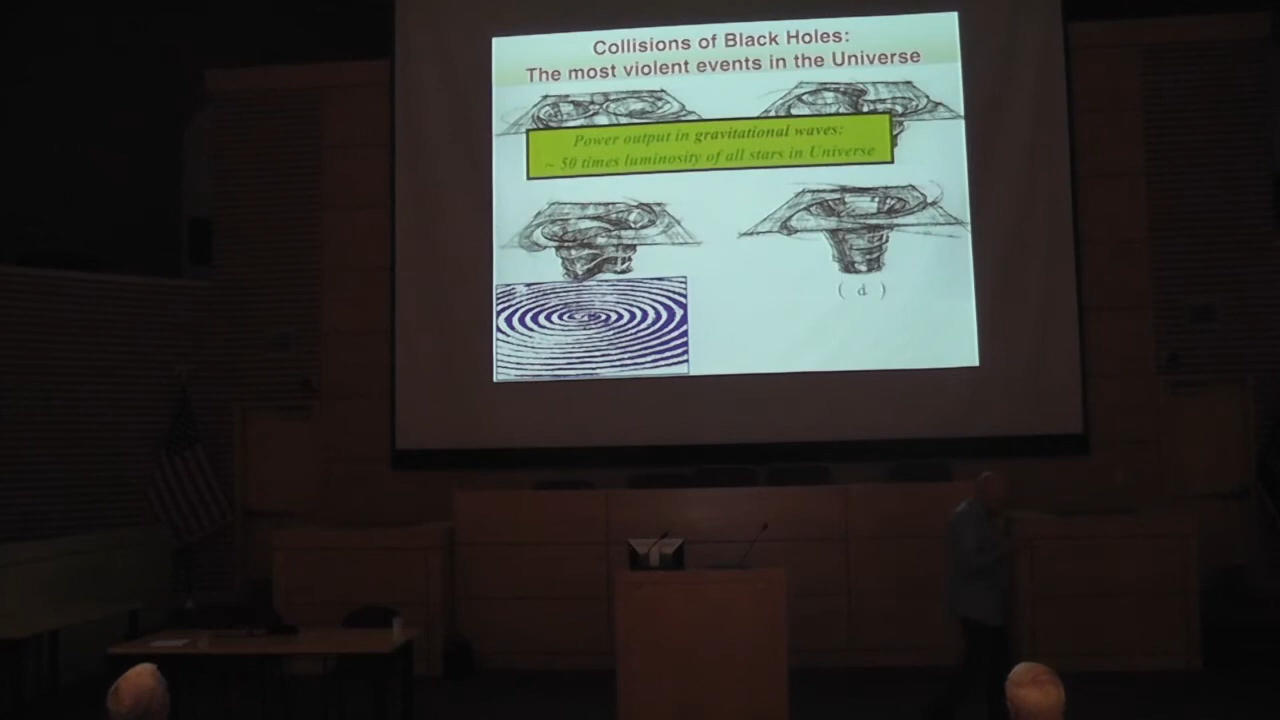 Collisions of Black Holes:
The most violent events in the Universe
Power output in gravitational waves:
~ 50 times luminosity of all stars in Universe
( d )